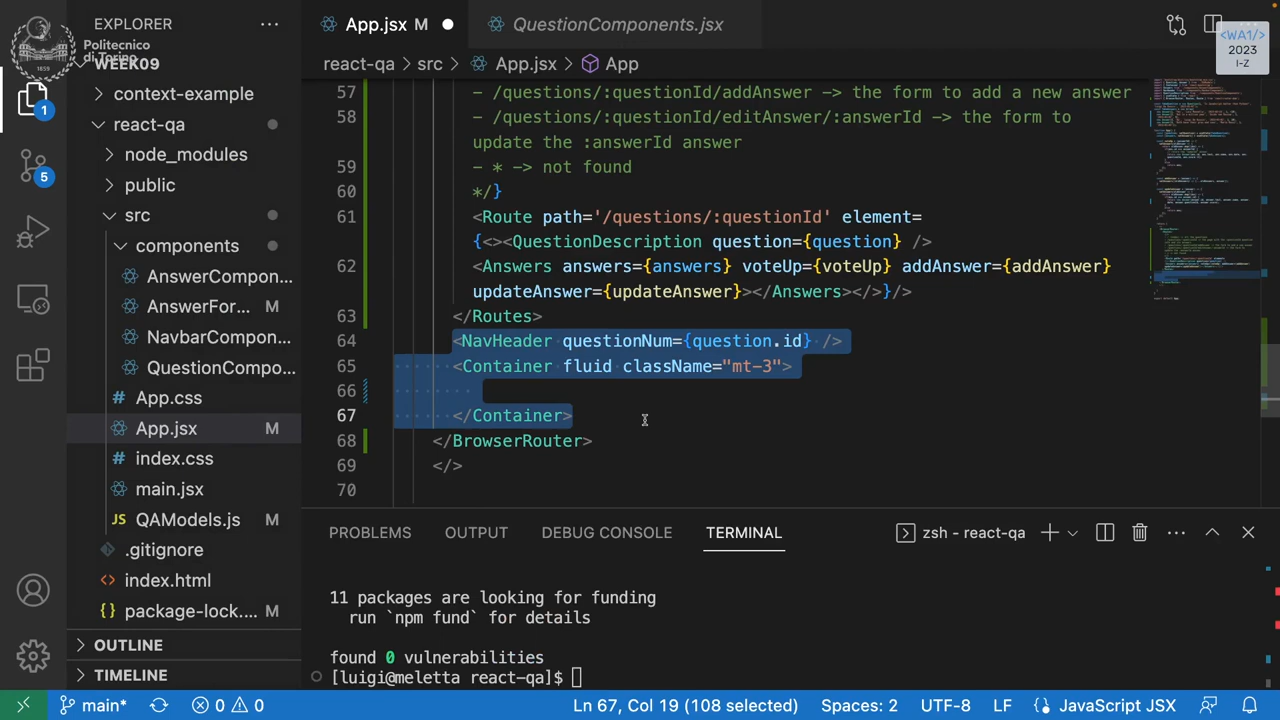 EXPLORER
App.jsx M
QuestionComponents.jsx
<WA1/>
2023
I-Z
Politecnico
di Torino
1859
WEEK09
react-qa > src > App.jsx > App
context-example
react-qa
node_modules
public
src
components
AnswerCompon...
AnswerFor... M
NavbarCompon...
QuestionCompo...
App.css
App.jsx M
index.css
main.jsx
QAModels.js M
.gitignore
index.html
package-lock.... M
OUTLINE
TIMELINE
1
5
57 /questions/:questionId/addAnswer -> the form to add a new answer
58 /questions/:questionId/editAnswer/:answerId -> the form to
update the :answerId answer
59 * -> not found
60 */}
61 <Route path='/questions/:questionId' element=
{<><QuestionDescription question={question} />
62 <Answers answers={answers} voteUp={voteUp} addAnswer={addAnswer}
updateAnswer={updateAnswer}></Answers></>}/>
63 </Routes>
64 <NavHeader questionNum={question.id} />
65 <Container fluid className="mt-3">
66
67 </Container>
68 </BrowserRouter>
69 </>
70
PROBLEMS OUTPUT DEBUG CONSOLE TERMINAL
zsh - react-qa
11 packages are looking for funding
run `npm fund` for details
found 0 vulnerabilities
[luigi@meletta react-qa]$
main* 0 0 Ln 67, Col 19 (108 selected) Spaces: 2 UTF-8 LF JavaScript JSX